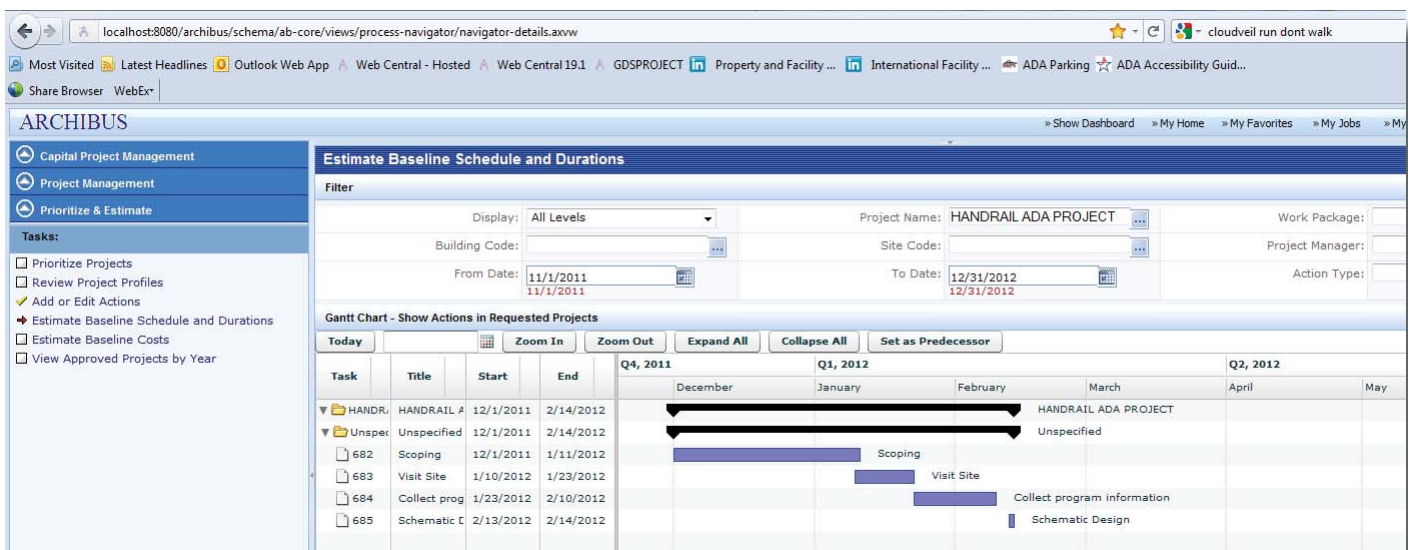 localhost:8080/archibus/schema/ab-core/views/process-navigator/navigator-details.axvw
cloudveil run dont walk
Most Visited Latest Headlines Outlook Web App Web Central - Hosted Web Central 19.1 GDSPROJECT Property and Facility ... International Facility ... ADA Parking ADA Accessibility Guid...
Share Browser WebEx
ARCHIBUS
» Show Dashboard » My Home » My Favorites » My Jobs » My
Capital Project Management
Project Management
Prioritize & Estimate
Tasks:
Prioritize Projects
Review Project Profiles
Add or Edit Actions
Estimate Baseline Schedule and Durations
Estimate Baseline Costs
View Approved Projects by Year
Estimate Baseline Schedule and Durations
Filter
Display: All Levels Project Name: HANDRAIL ADA PROJECT ... Work Package:
Building Code: ... Site Code: ... Project Manager:
From Date: 11/1/2011 To Date: 12/31/2012 Action Type:
11/1/2011 12/31/2012
Gantt Chart - Show Actions in Requested Projects
Today Zoom In Zoom Out Expand All Collapse All Set as Predecessor
Task Title Start End Q4, 2011 Q1, 2012 Q2, 2012
December January February March April May
HANDR HANDRAIL A 12/1/2011 2/14/2012 HANDRAIL ADA PROJECT
Unspec Unspecified 12/1/2011 2/14/2012 Unspecified
682 Scoping 12/1/2011 1/11/2012 Scoping
683 Visit Site 1/10/2012 1/23/2012 Visit Site
684 Collect prog 1/23/2012 2/10/2012 Collect program information
685 Schematic D 2/13/2012 2/14/2012 Schematic Design